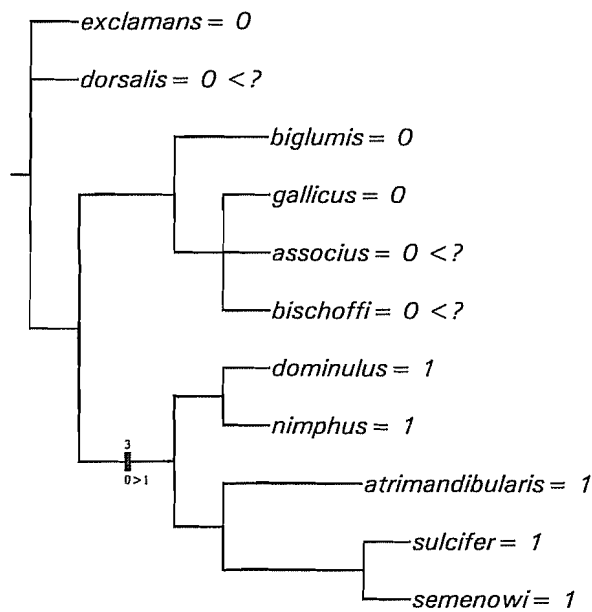 exclamans = 0
dorsalis = 0 <?
biglumis = 0
gallicus = 0
associus = 0 <?
bischoffi = 0 <?
dominulus = 1
nimphus = 1
3
0>1
atrimandibularis = 1
sulcifer = 1
semenowi = 1